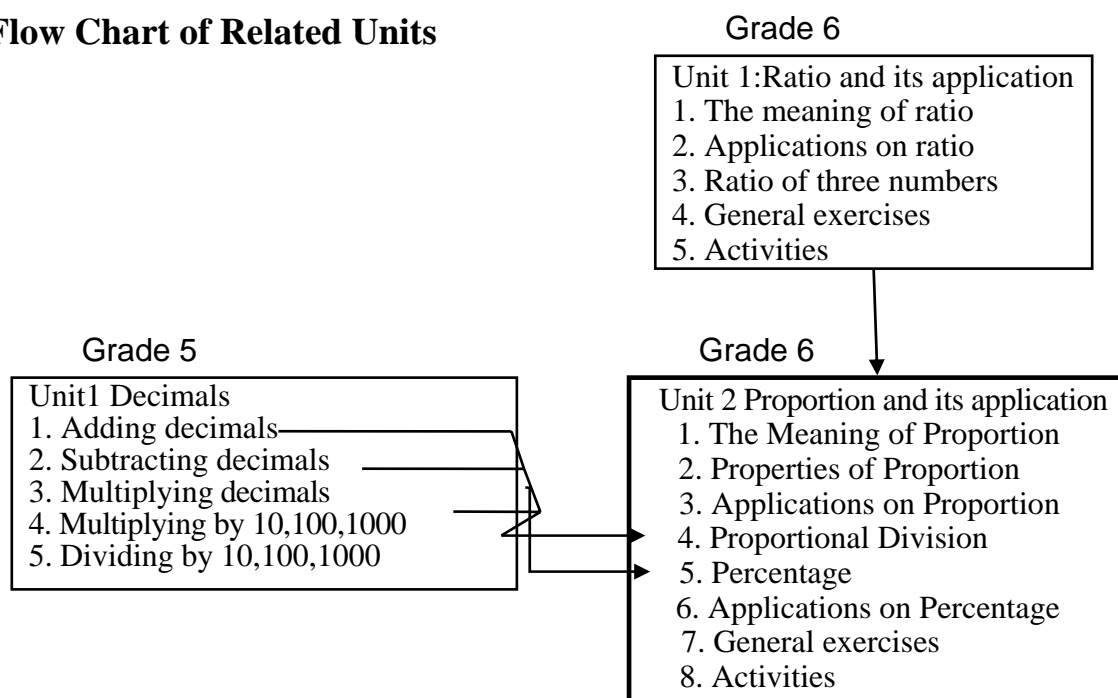 Flow Chart of Related Units
Grade 6
Unit 1:Ratio and its application
1. The meaning of ratio
2. Applications on ratio
3. Ratio of three numbers
4. General exercises
5. Activities
Grade 5
Unit1 Decimals
1. Adding decimals
2. Subtracting decimals
3. Multiplying decimals
4. Multiplying by 10,100,1000
5. Dividing by 10,100,1000
Grade 6
Unit 2 Proportion and its application
1. The Meaning of Proportion
2. Properties of Proportion
3. Applications on Proportion
4. Proportional Division
5. Percentage
6. Applications on Percentage
7. General exercises
8. Activities